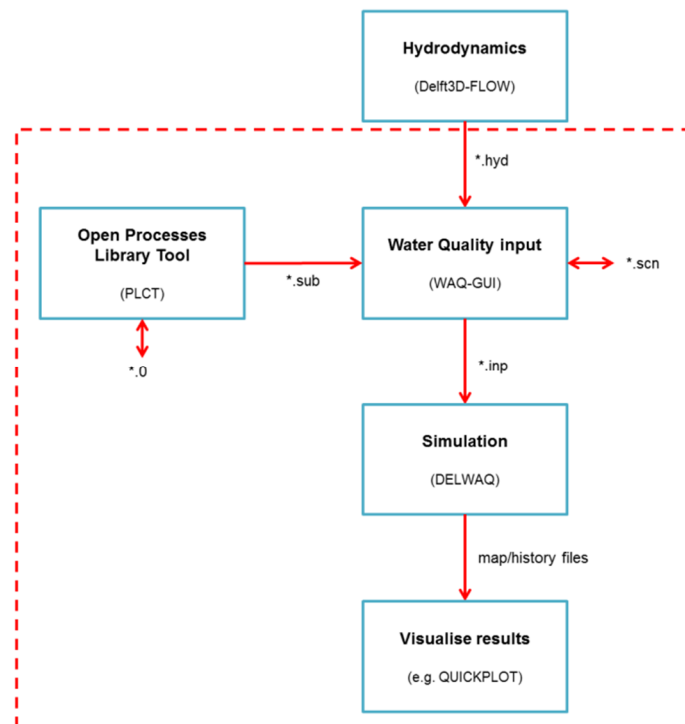 Hydrodynamics
(Delft3D-FLOW)
*.hyd
Open Processes
Library Tool
(PLCT)
*.sub
Water Quality input
(WAQ-GUI)
*.scn
*.0
*.inp
Simulation
(DELWAQ)
map/history files
Visualise results
(e.g. QUICKPLOT)